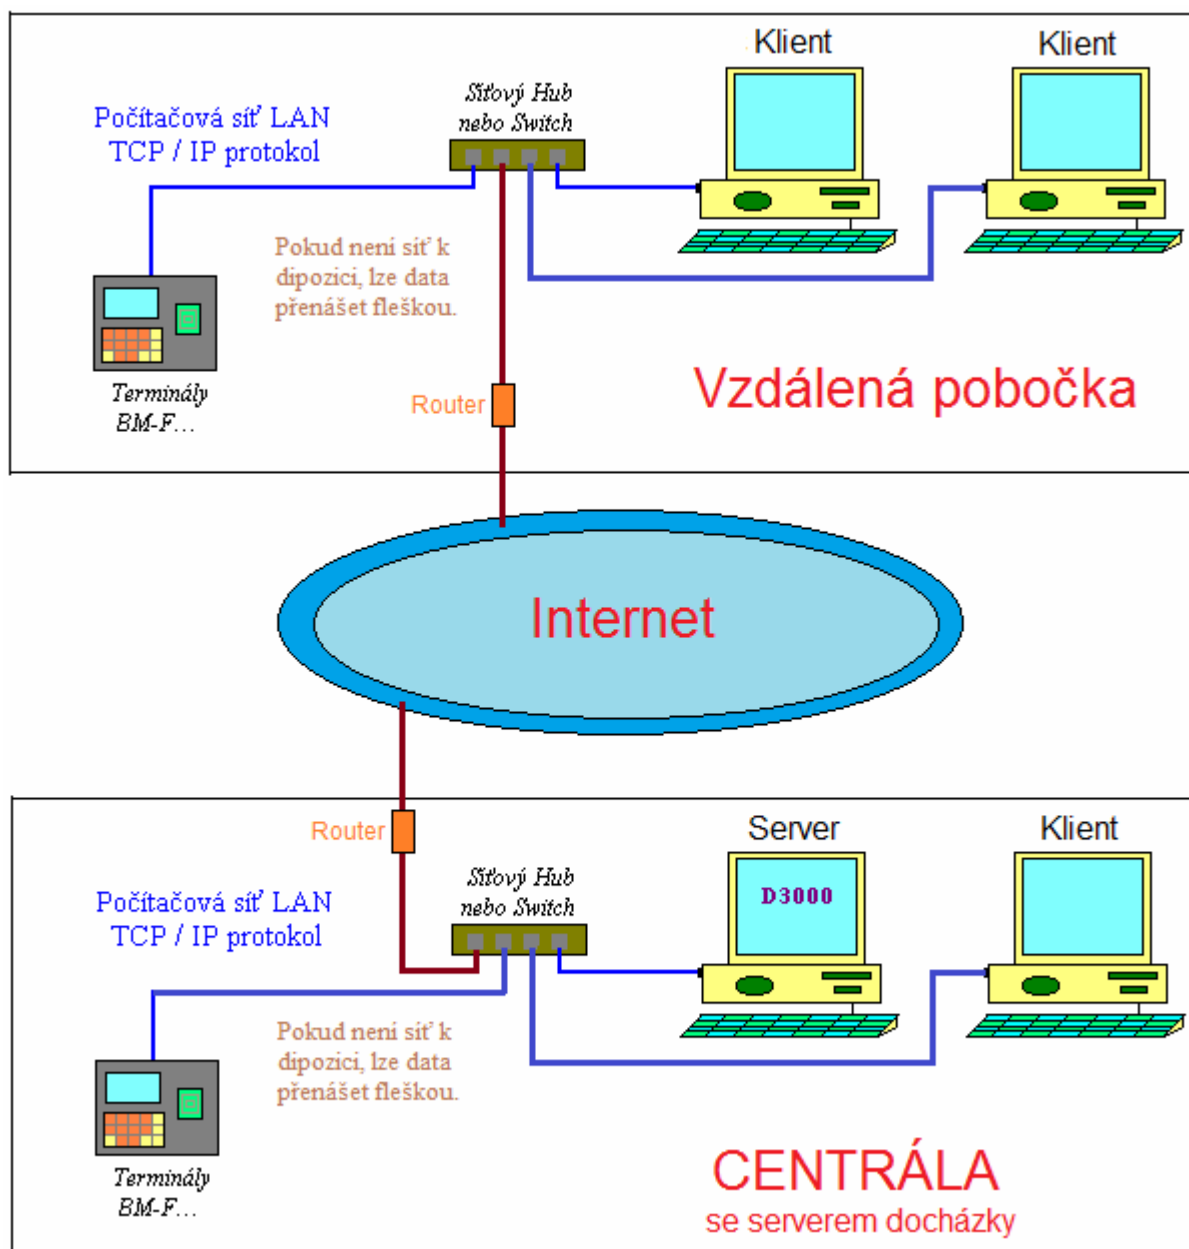 Klient
Klient
Síťový Hub
nebo Switch
Počítačová síť LAN
TCP / IP protokol
Pokud není síť k
dipozici, lze data
přenášet fleškou.
Terminály
BM-F...
Router
Vzdálená pobočka
Internet
Router
Server
Klient
Síťový Hub
nebo Switch
D3000
Počítačová síť LAN
TCP / IP protokol
Pokud není síť k
dipozici, lze data
přenášet fleškou.
Terminály
BM-F...
CENTRÁLA
se serverem docházky